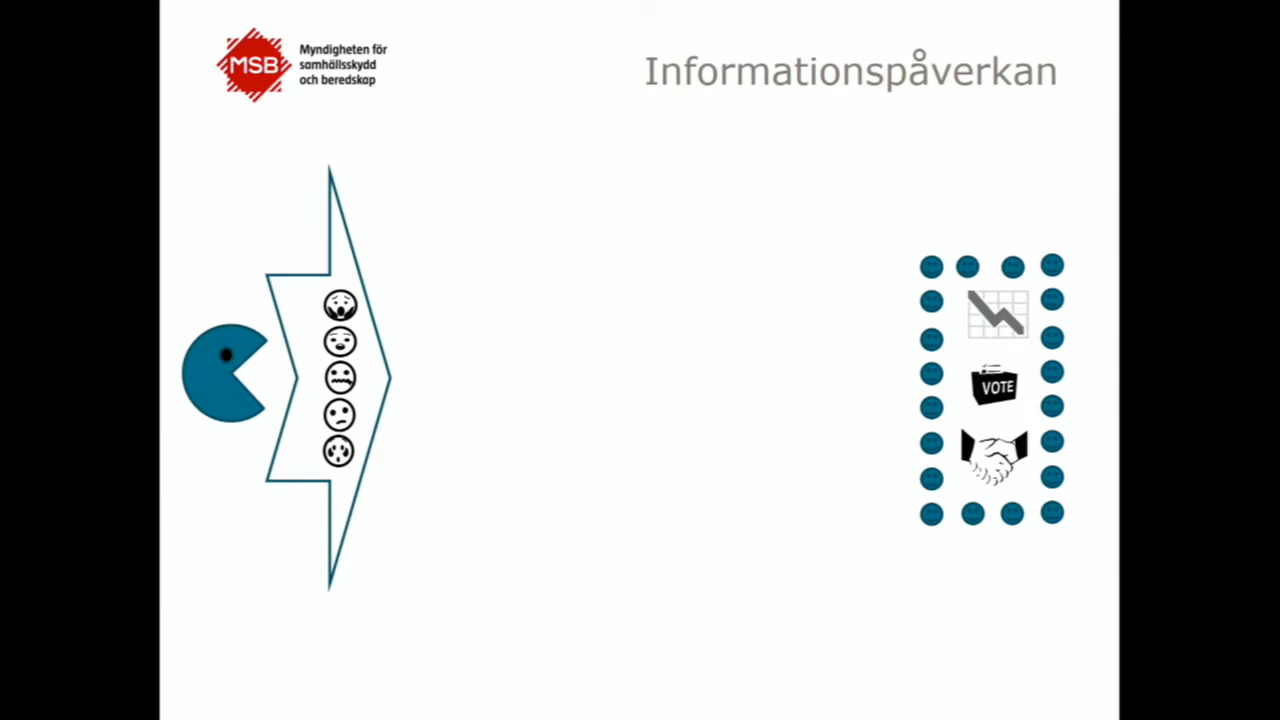 MSB
Myndigheten för
samhällsskydd
och beredskap
Informationspåverkan
VOTE